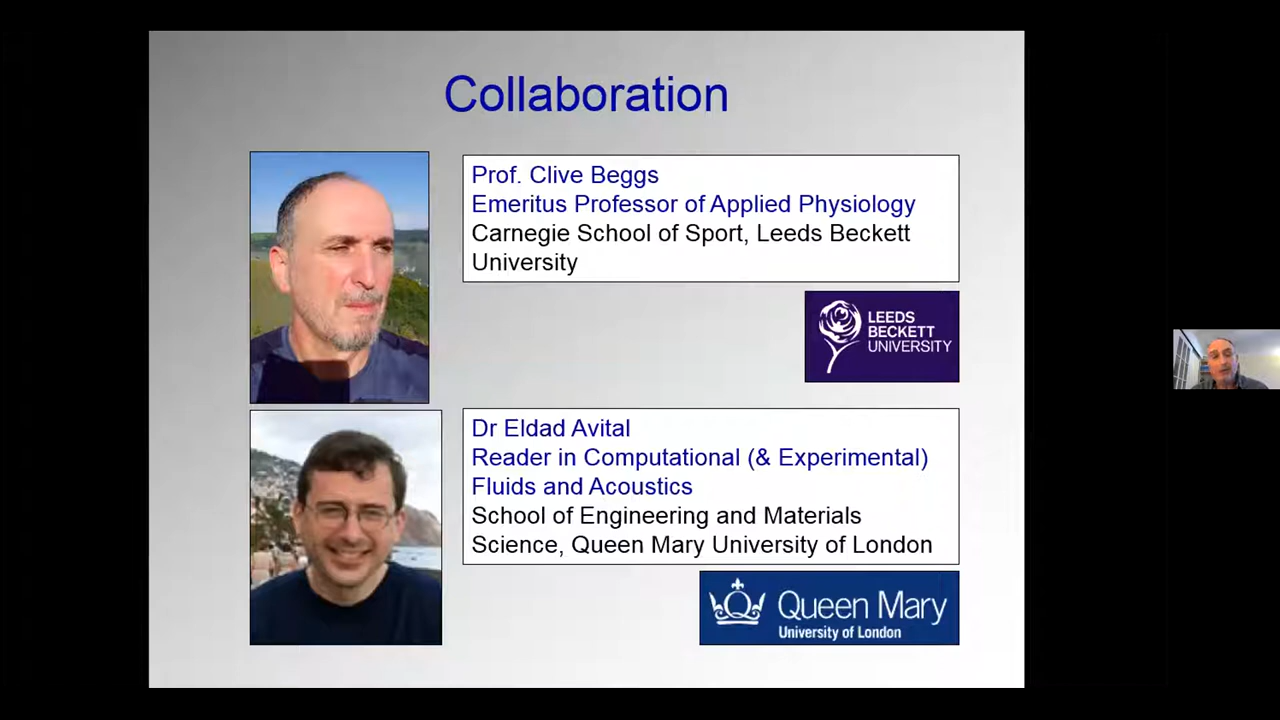 Collaboration
Prof. Clive Beggs
Emeritus Professor of Applied Physiology
Carnegie School of Sport, Leeds Beckett
University
LEEDS
BECKETT
UNIVERSITY
Dr Eldad Avital
Reader in Computational (& Experimental)
Fluids and Acoustics
School of Engineering and Materials
Science, Queen Mary University of London
Queen Mary
University of London